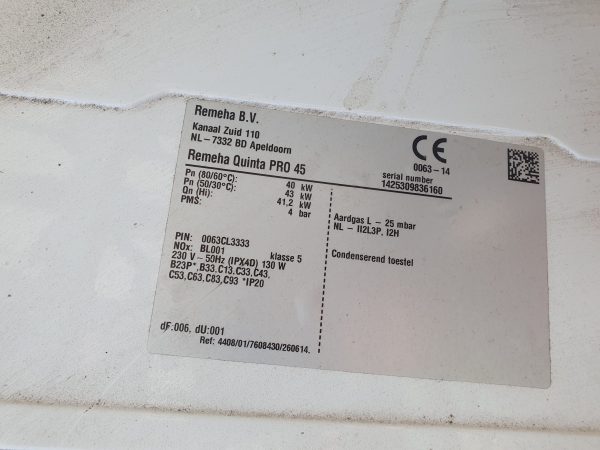 Remeha B.V.
Kanaal Zuid 110
NL-7332 BD Apeldoorn
CE
0063-14
serial number
1425309836160
Remeha Quinta PRO 45
Pn (80/60°C): 40 kW
Pn (50/30°C): 43 kW
Qn (Hi): 41,2 kW
PMS: 4 bar
Aardgas L - 25 mbar
NL - II2L3P, I2H
Condenserend toestel
PIN: 0063CL3333
NOx: BL001 klasse 5
230 V ~ 50Hz (IPX4D) 130 W
B23P*,B33,C13,C33,C43,
C53,C63,C83,C93 *IP20
dF:006, dU:001
Ref: 4408/01/7608430/260614.